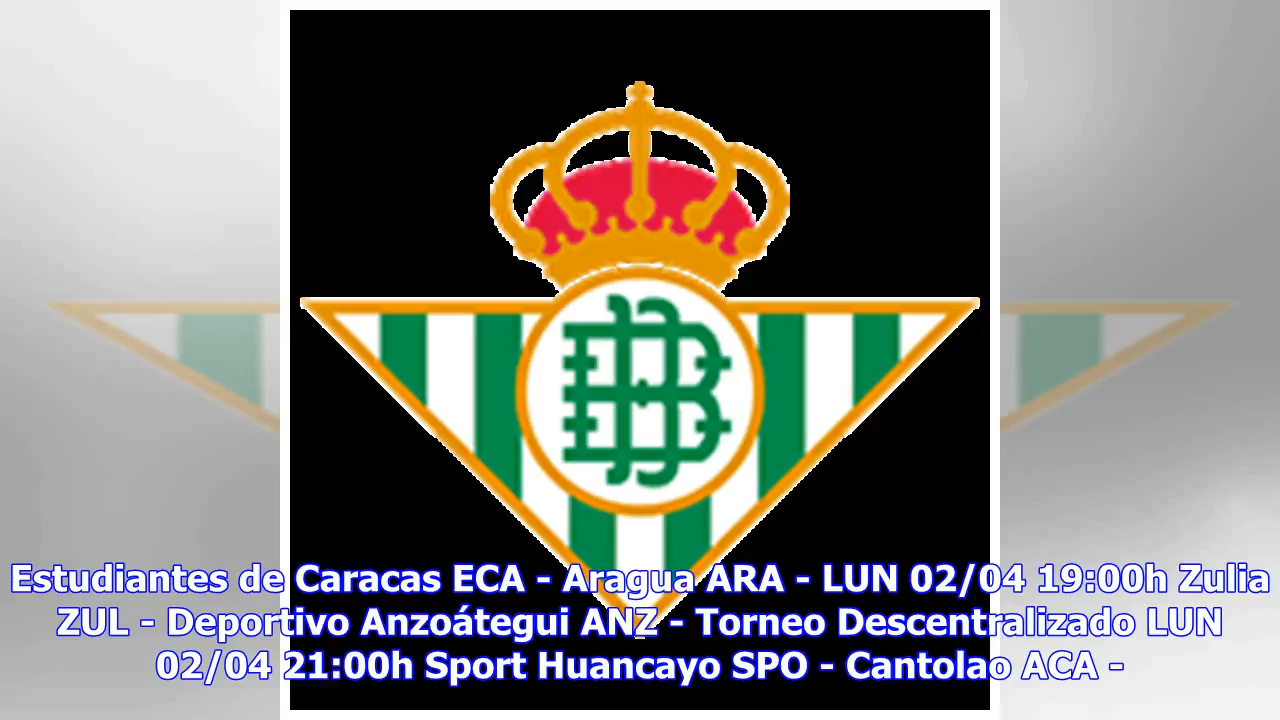 Estudiantes de Caracas ECA - Aragua ARA - LUN 02/04 19:00h Zulia
ZUL - Deportivo Anzoátegui ANZ - Torneo Descentralizado LUN
02/04 21:00h Sport Huancayo SPO - Cantolao ACA -